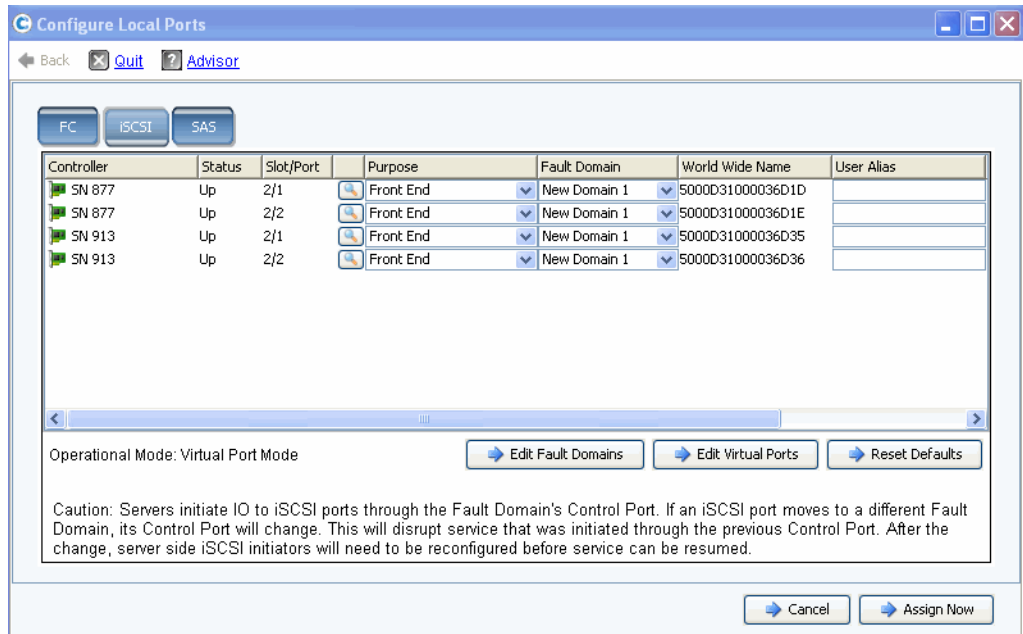 Configure Local Ports
Back Quit Advisor
FC iSCSI SAS
Controller Status Slot/Port Purpose Fault Domain World Wide Name User Alias
SN 877 Up 2/1 Front End New Domain 1 5000D31000036D1D
SN 877 Up 2/2 Front End New Domain 1 5000D31000036D1E
SN 913 Up 2/1 Front End New Domain 1 5000D31000036D35
SN 913 Up 2/2 Front End New Domain 1 5000D31000036D36
Operational Mode: Virtual Port Mode Edit Fault Domains Edit Virtual Ports Reset Defaults
Caution: Servers initiate IO to iSCSI ports through the Fault Domain's Control Port. If an iSCSI port moves to a different Fault
Domain, its Control Port will change. This will disrupt service that was initiated through the previous Control Port. After the
change, server side iSCSI initiators will need to be reconfigured before service can be resumed.
Cancel Assign Now